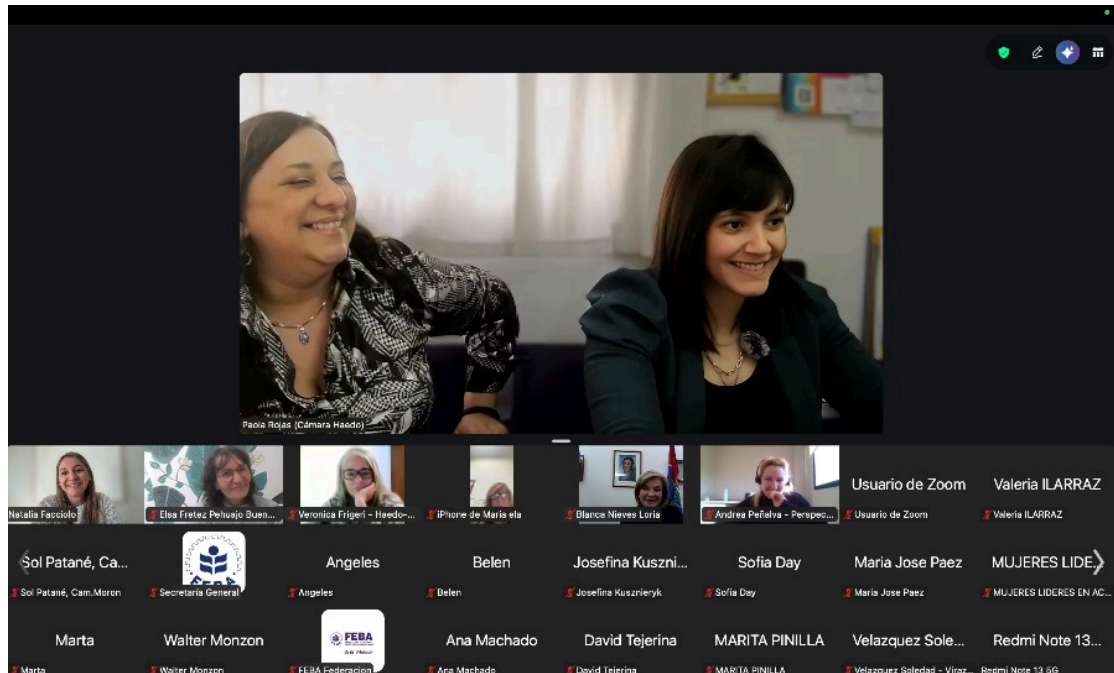 Paola Rojas (Cámara Haedo)
Natalia Facciolo
Elsa Fretez Pehuajo Buen...
Veronica Frigeri - Haedo-...
iPhone de Maria ela
Blanca Nieves Loria
Andrea Peñalva - Perspec...
Usuario de Zoom
Usuario de Zoom
Valeria ILARRAZ
Valeria ILARRAZ
Sol Patané, Ca...
Sol Patané, Cam.Moron
FEBA
Secretaría General
Angeles
Angeles
Belen
Belen
Josefina Kuszni...
Josefina Kusznieryk
Sofia Day
Sofia Day
Maria Jose Paez
Maria Jose Paez
MUJERES LIDE...
MUJERES LIDERES EN AC...
Marta
Marta
Walter Monzon
Walter Monzon
FEBA
FEBA Federacion
Ana Machado
Ana Machado
David Tejerina
David Tejerina
MARITA PINILLA
MARITA PINILLA
Velazquez Sole...
Velazquez Soledad - Viraz...
Redmi Note 13...
Redmi Note 13 5G